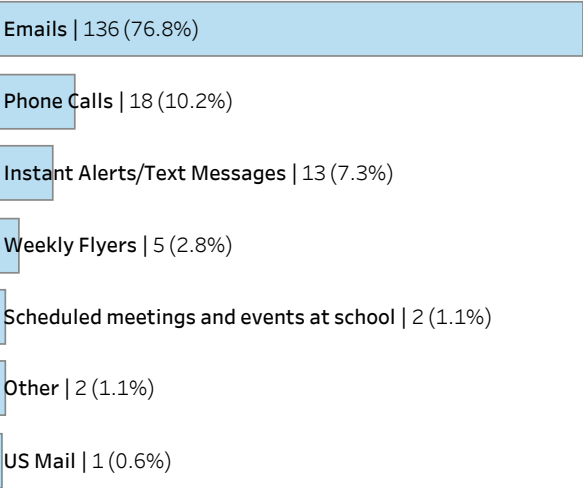 Emails | 136 (76.8%)
Phone Calls | 18 (10.2%)
Instant Alerts/Text Messages | 13 (7.3%)
Weekly Flyers | 5 (2.8%)
Scheduled meetings and events at school | 2 (1.1%)
Other | 2 (1.1%)
US Mail | 1 (0.6%)